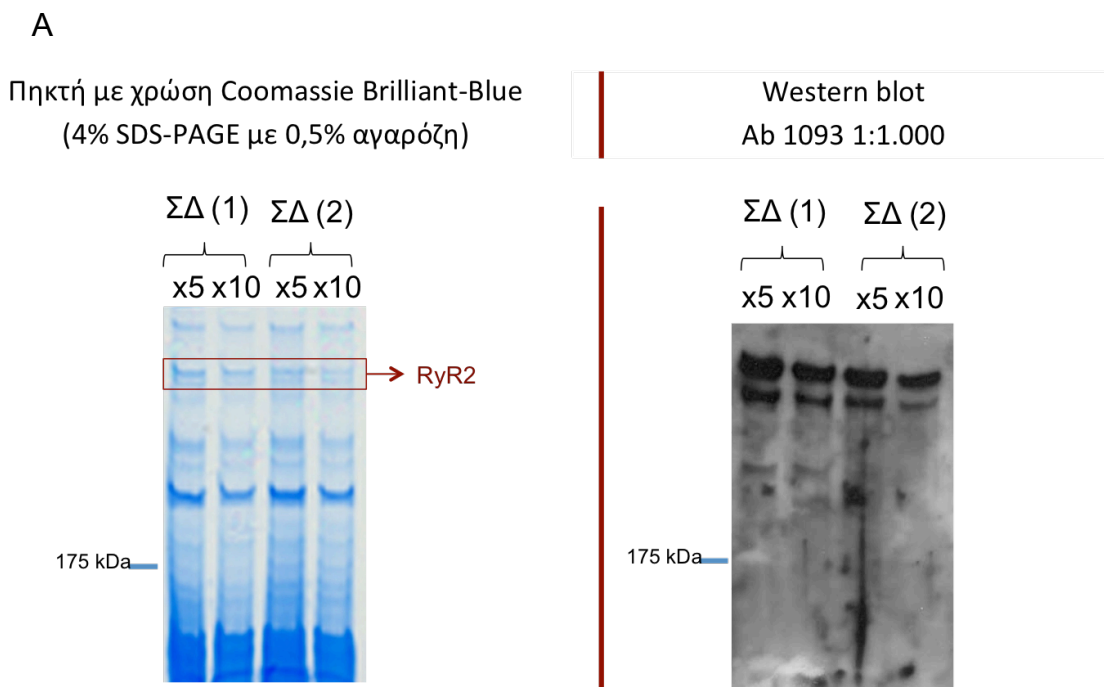 A
Πηκτή με χρώση Coomassie Brilliant-Blue
(4% SDS-PAGE με 0,5% αγαρόζη)
ΣΔ (1) ΣΔ (2)
x5 x10 x5 x10
RyR2
175 kDa
Western blot
Ab 1093 1:1.000
ΣΔ (1) ΣΔ (2)
x5 x10 x5 x10
175 kDa